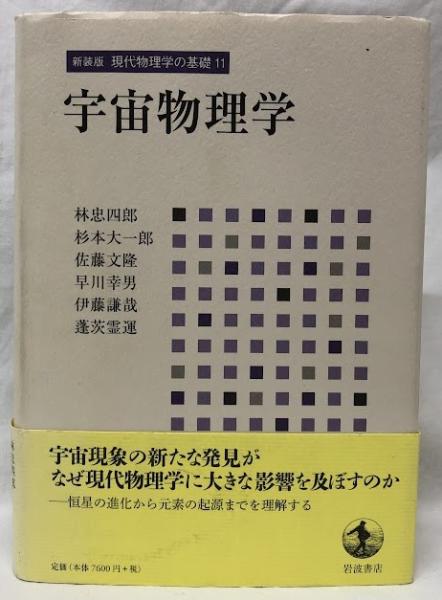 新装版 現代物理学の基礎 11
宇宙物理学
林忠四郎
杉本大一郎
佐藤文隆
早川幸男
伊藤謙哉
蓬茨霊運
宇宙現象の新たな発見が
なぜ現代物理学に大きな影響を及ぼすのか
──恒星の進化から元素の起源までを理解する
定価(本体 7600 円+税)
岩波書店